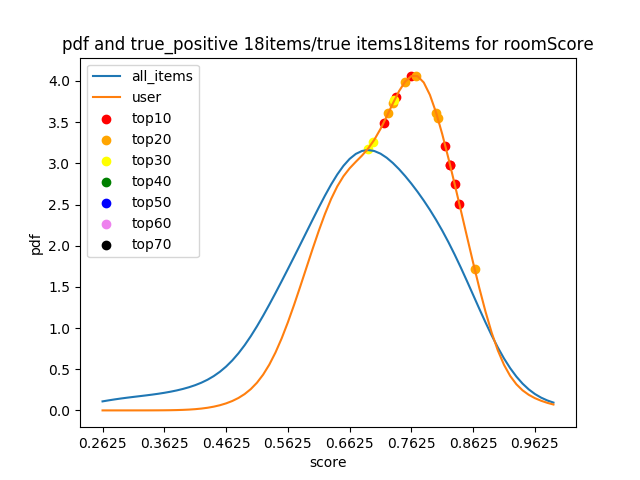 pdf and true_positive 18items/true items18items for roomScore
all_items
user
top10
top20
top30
top40
top50
top60
top70
4.0
3.5
3.0
2.5
2.0
1.5
1.0
0.5
0.0
pdf
0.2625 0.3625 0.4625 0.5625 0.6625 0.7625 0.8625 0.9625
score